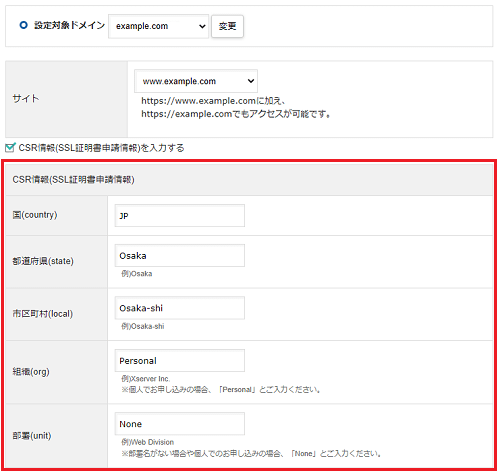 設定対象ドメイン example.com 変更
サイト www.example.com
https://www.example.comに加え、
https://example.comでもアクセスが可能です。
CSR情報(SSL証明書申請情報)を入力する
CSR情報(SSL証明書申請情報)
国(country) JP
都道府県(state) Osaka
例)Osaka
市区町村(local) Osaka-shi
例)Osaka-shi
組織(org) Personal
例)Xserver Inc.
※個人でお申し込みの場合、「Personal」とご入力ください。
部署(unit) None
例)Web Division
※部署名がない場合や個人でのお申し込みの場合、「None」とご入力ください。